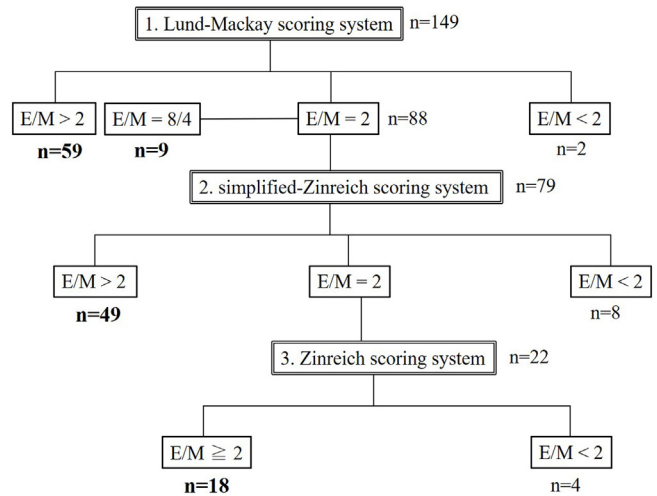 1. Lund-Mackay scoring system n=149
E/M > 2 E/M = 8/4 E/M = 2 n=88 E/M < 2
n=59 n=9 n=2
2. simplified-Zinreich scoring system n=79
E/M > 2 E/M = 2 E/M < 2
n=49 n=8
3. Zinreich scoring system n=22
E/M ≧ 2 E/M < 2
n=18 n=4